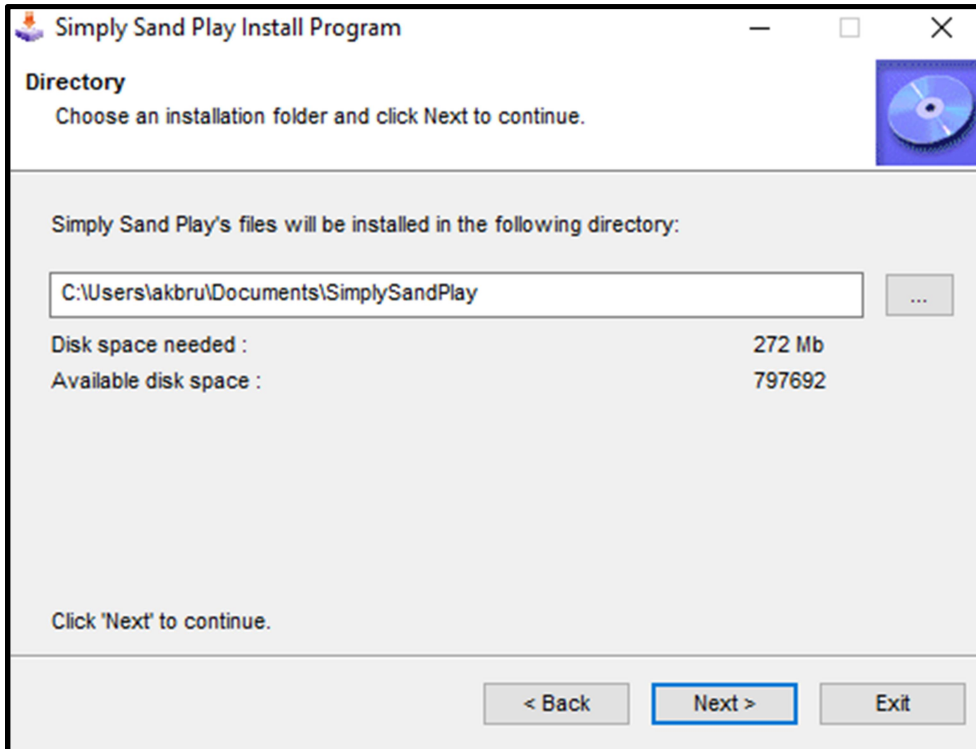 Simply Sand Play Install Program
Directory
Choose an installation folder and click Next to continue.
Simply Sand Play's files will be installed in the following directory:
C:\Users\akbru\Documents\SimplySandPlay
...
Disk space needed : 272 Mb
Available disk space : 797692
Click 'Next' to continue.
< Back Next > Exit